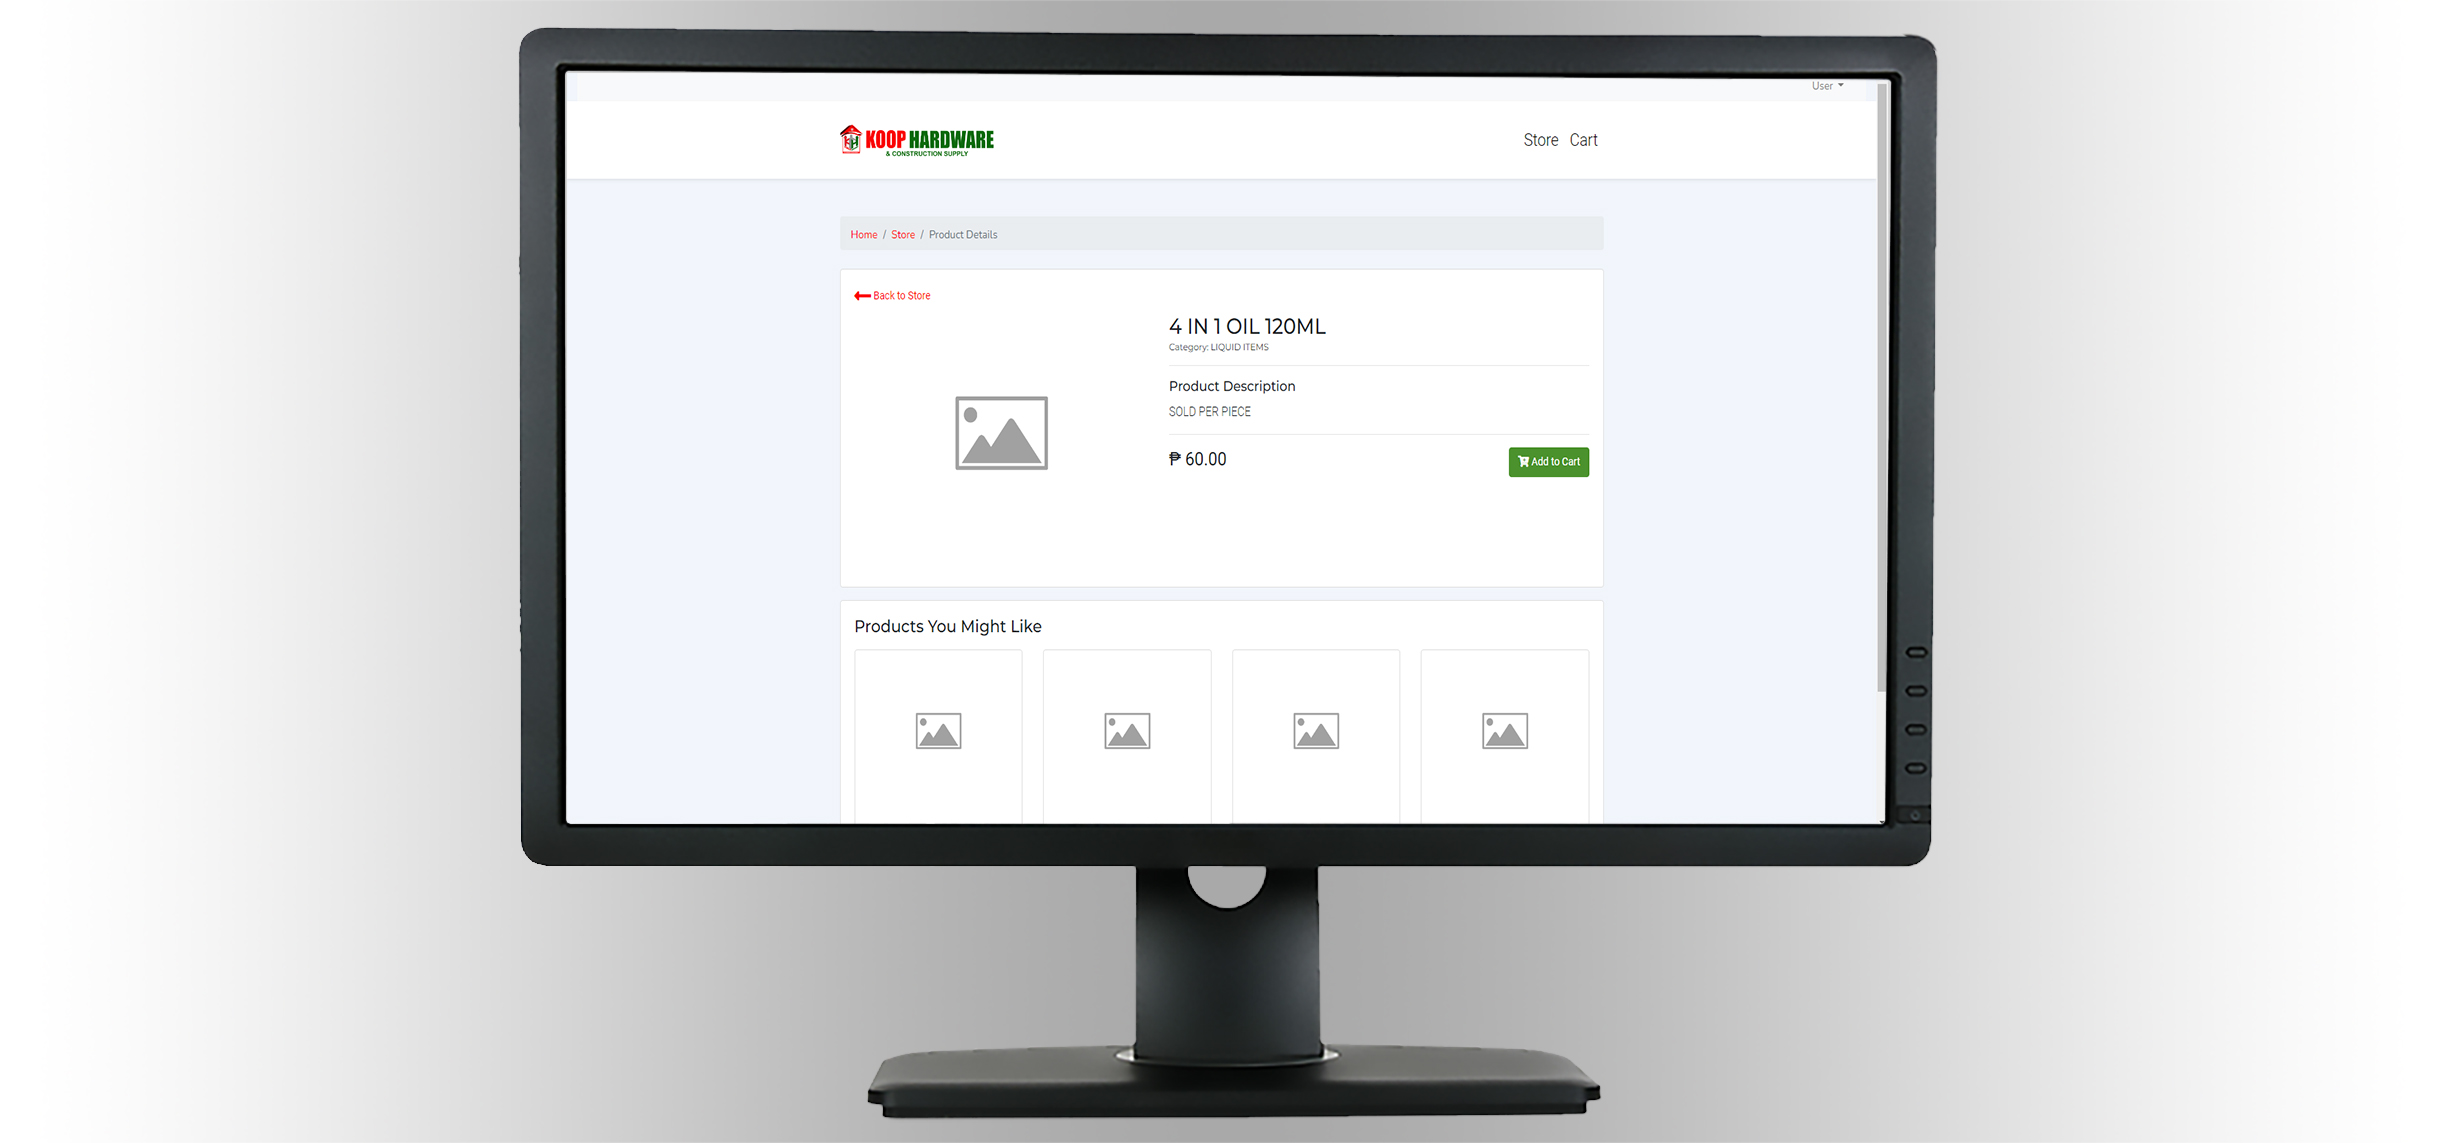 User
KOOP HARDWARE
& CONSTRUCTION SUPPLY
Store Cart
Home / Store / Product Details
Back to Store
4 IN 1 OIL 120ML
Category: LIQUID ITEMS
Product Description
SOLD PER PIECE
₱ 60.00
Add to Cart
Products You Might Like